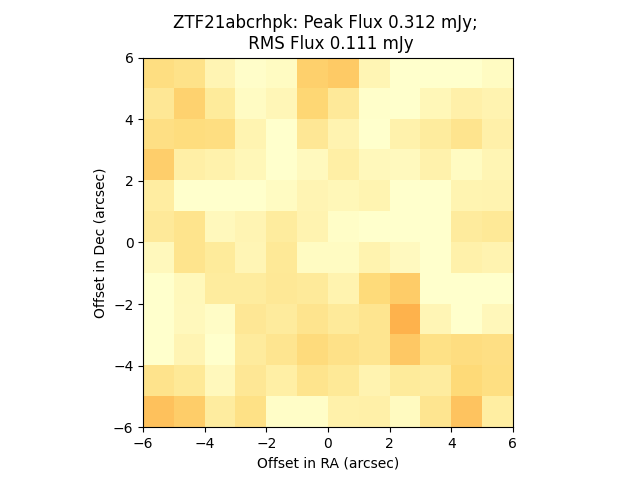 ZTF21abcrhpk: Peak Flux 0.312 mJy;
RMS Flux 0.111 mJy
6
4
2
0
−2
−4
−6
Offset in Dec (arcsec)
−6 −4 −2 0 2 4 6
Offset in RA (arcsec)